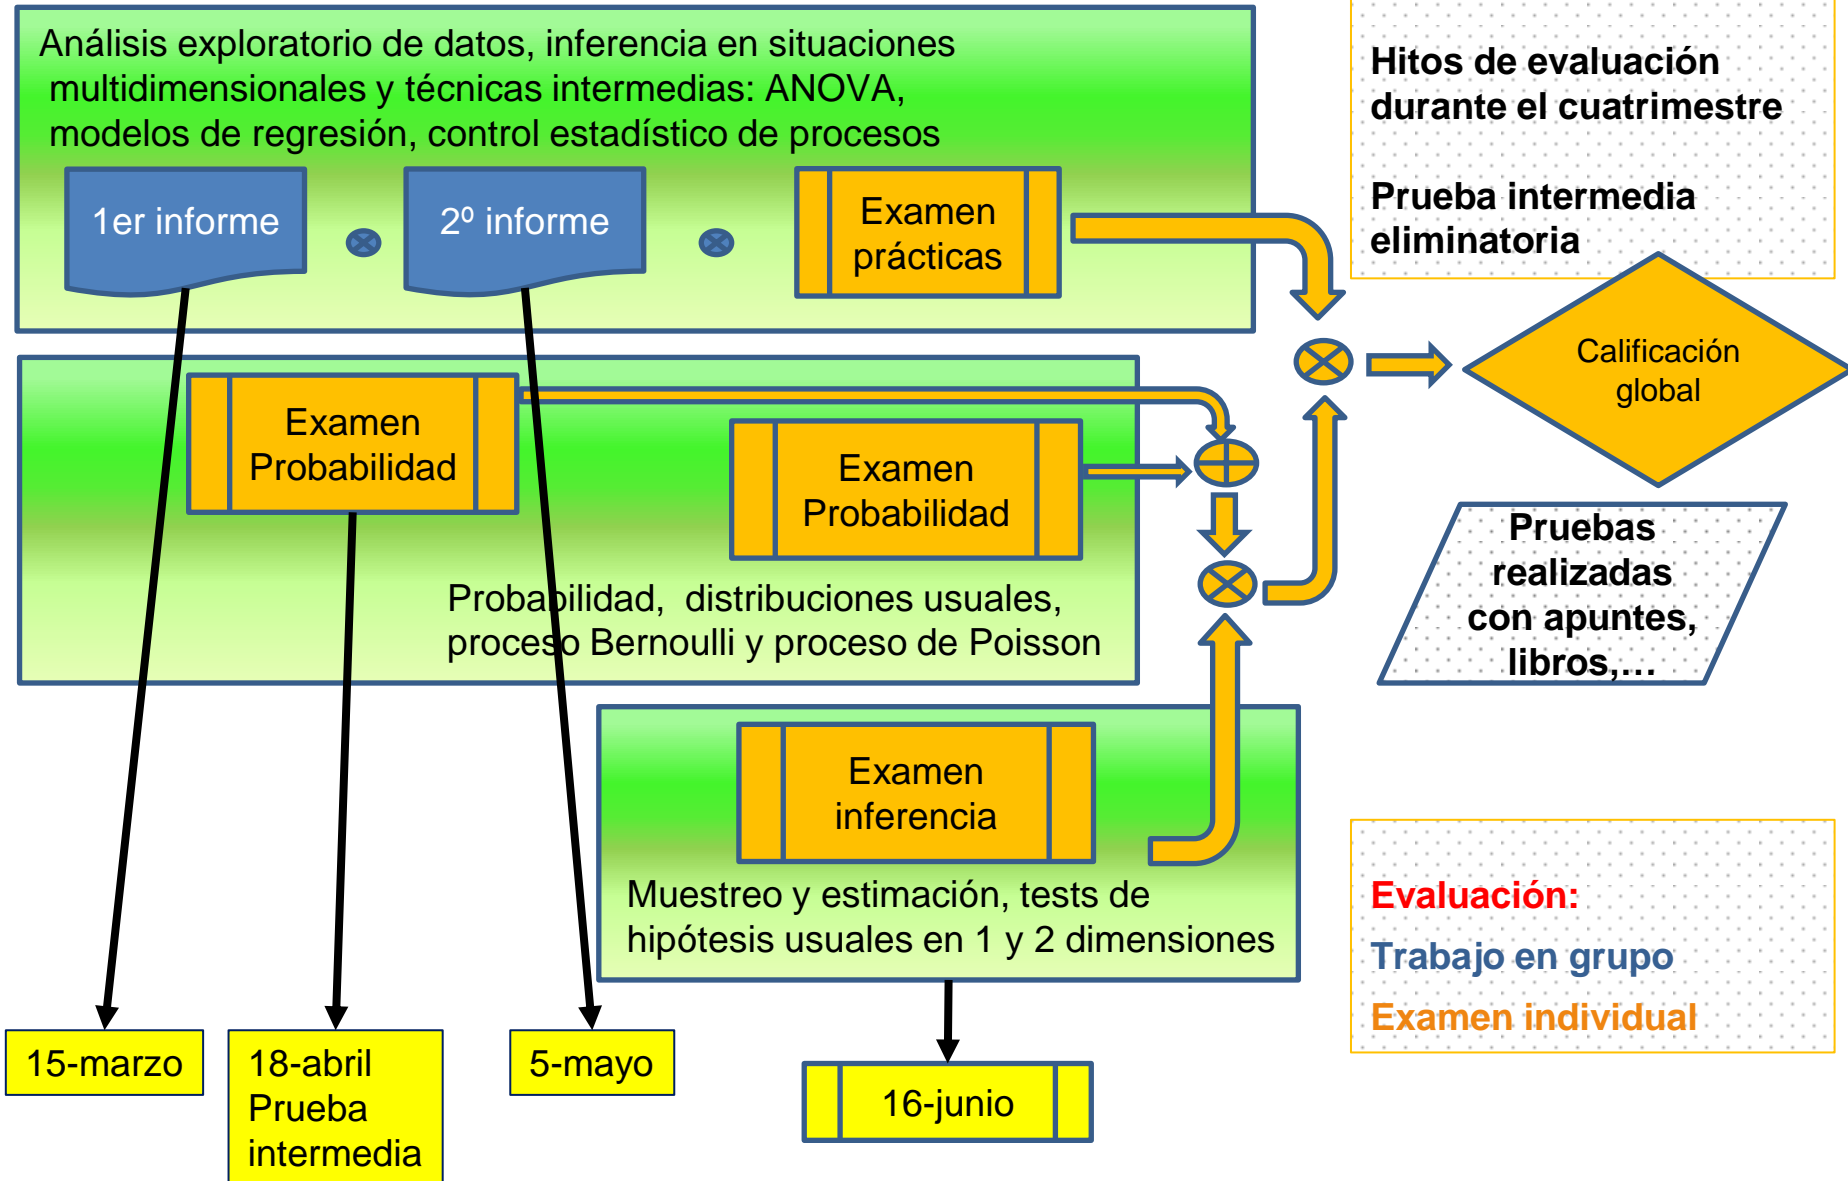 Análisis exploratorio de datos, inferencia en situaciones
multidimensionales y técnicas intermedias: ANOVA,
modelos de regresión, control estadístico de procesos
1er informe
2º informe
Examen
prácticas
Hitos de evaluación
durante el cuatrimestre
Prueba intermedia
eliminatoria
Calificación
global
Examen
Probabilidad
Examen
Probabilidad
Probabilidad, distribuciones usuales,
proceso Bernoulli y proceso de Poisson
Pruebas
realizadas
con apuntes,
libros,…
Examen
inferencia
Muestreo y estimación, tests de
hipótesis usuales en 1 y 2 dimensiones
Evaluación:
Trabajo en grupo
Examen individual
15-marzo
18-abril
Prueba
intermedia
5-mayo
16-junio